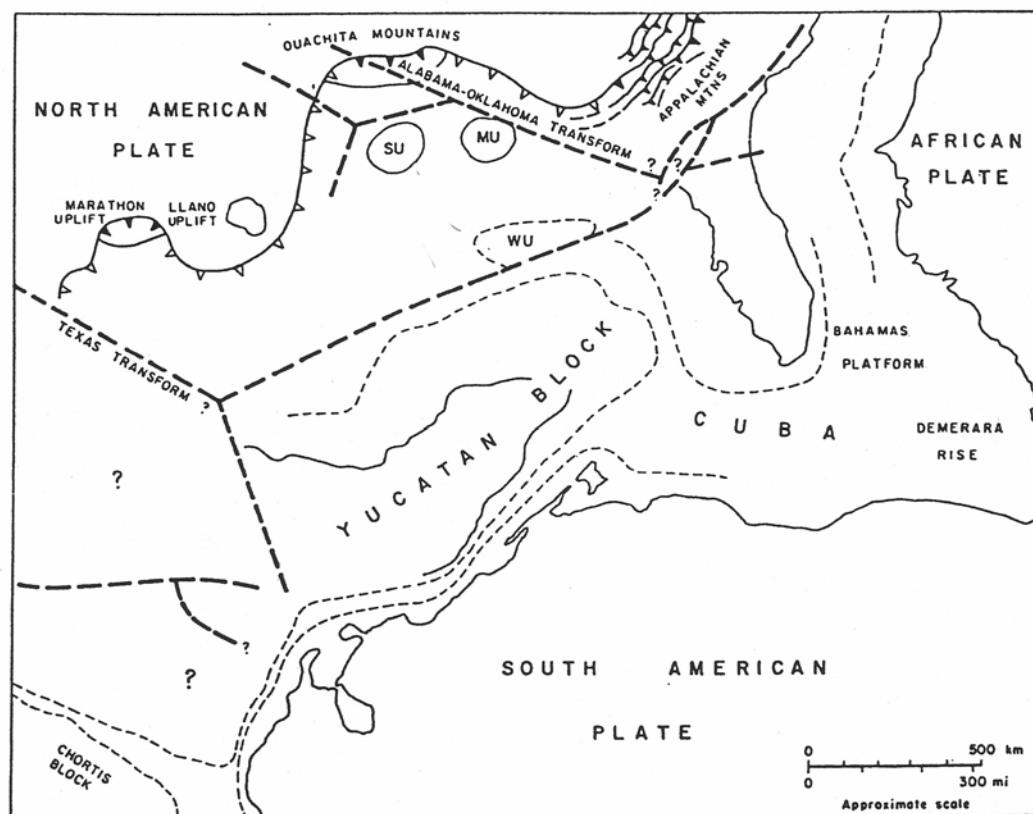 OUACHITA MOUNTAINS
ALABAMA-OKLAHOMA TRANSFORM
APPALACHIAN
MTNS
NORTH AMERICAN
PLATE
AFRICAN
PLATE
SU
MU
?
?
?
MARATHON
UPLIFT
LLANO
UPLIFT
WU
TEXAS TRANSFORM
?
BAHAMAS
PLATFORM
YUCATAN BLOCK
CUBA
DEMERARA
RISE
?
?
?
SOUTH AMERICAN
PLATE
CHORTIS
BLOCK
0 500 km
0 300 mi
Approximate scale